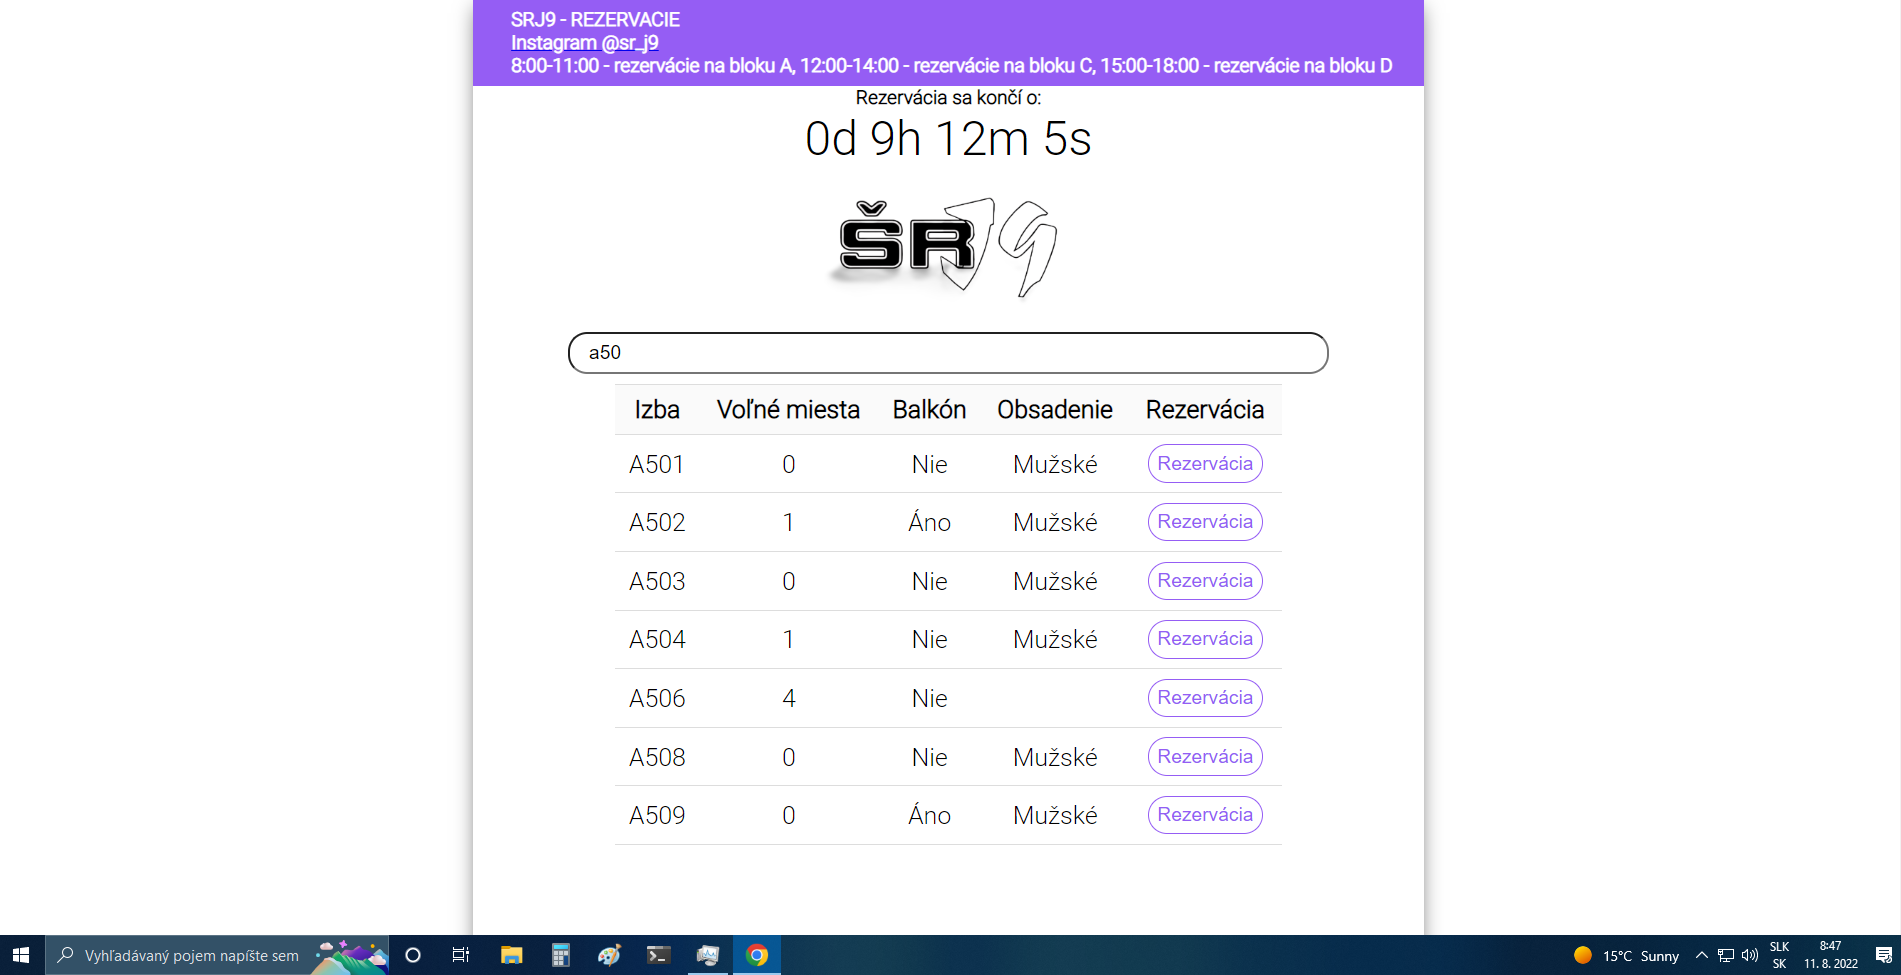 SRJ9 - REZERVACIE
Instagram @sr_j9
8:00-11:00 - rezervácie na bloku A, 12:00-14:00 - rezervácie na bloku C, 15:00-18:00 - rezervácie na bloku D
Rezervácia sa končí o:
0d 9h 12m 5s
ŠRJ9
a50
Izba Voľné miesta Balkón Obsadenie Rezervácia
A501 0 Nie Mužské Rezervácia
A502 1 Áno Mužské Rezervácia
A503 0 Nie Mužské Rezervácia
A504 1 Nie Mužské Rezervácia
A506 4 Nie Rezervácia
A508 0 Nie Mužské Rezervácia
A509 0 Áno Mužské Rezervácia
Vyhľadávaný pojem napíšte sem
15°C Sunny
SLK
SK
8:47
11. 8. 2022